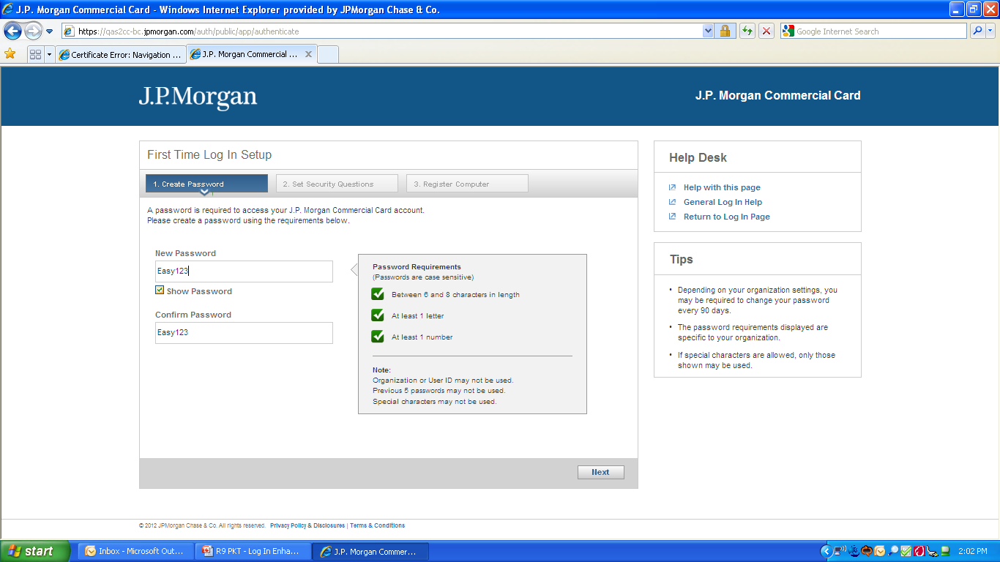 J.P. Morgan Commercial Card - Windows Internet Explorer provided by JPMorgan Chase & Co.
https://qas2cc-bc.jpmorgan.com/auth/public/app/authenticate
Google Internet Search
Certificate Error: Navigation ...
J.P. Morgan Commercial ...
J.P.Morgan
J.P. Morgan Commercial Card
First Time Log In Setup
1. Create Password
2. Set Security Questions
3. Register Computer
A password is required to access your J.P. Morgan Commercial Card account.
Please create a password using the requirements below.
New Password
Easy123
Show Password
Confirm Password
Easy123
Password Requirements
(Passwords are case sensitive)
Between 6 and 8 characters in length
At least 1 letter
At least 1 number
Note:
Organization or User ID may not be used.
Previous 5 passwords may not be used.
Special characters may not be used.
Next
Help Desk
Help with this page
General Log In Help
Return to Log In Page
Tips
• Depending on your organization settings, you
may be required to change your password
every 90 days.
• The password requirements displayed are
specific to your organization.
• If special characters are allowed, only those
shown may be used.
© 2012 JPMorgan Chase & Co. All rights reserved. Privacy Policy & Disclosures | Terms & Conditions
start
Inbox - Microsoft Out...
R9 PKT - Log In Enha...
J.P. Morgan Commer...
2:02 PM